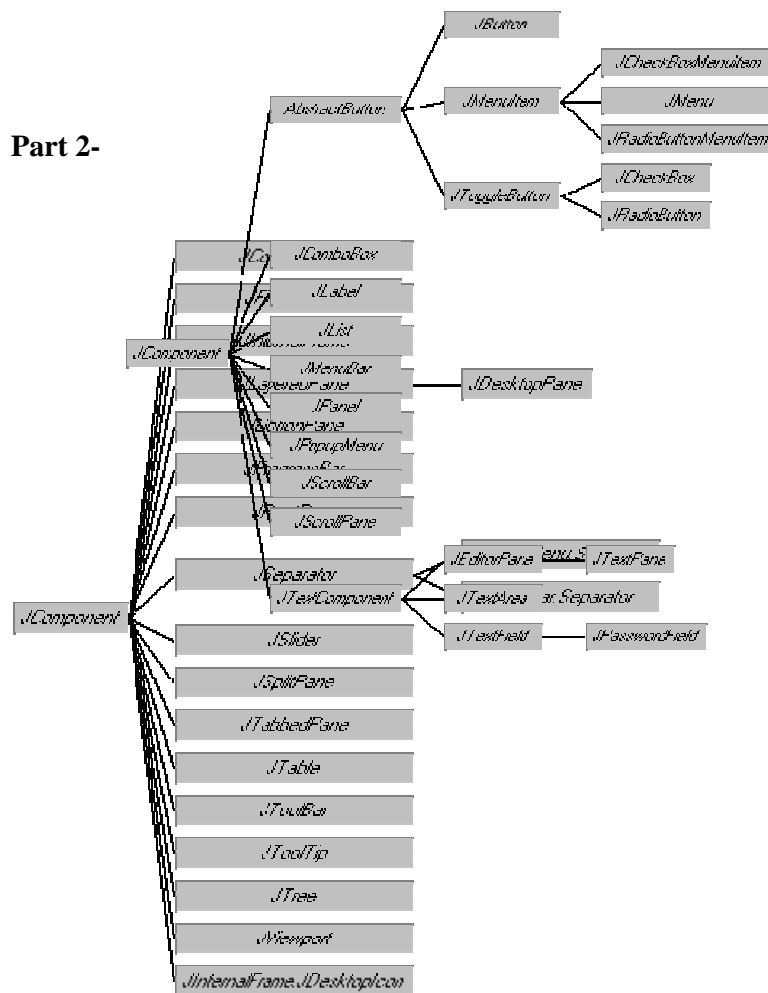 JButton
JCheckBoxMenuItem
AbstractButton
JMenuItem
JMenu
Part 2-
JRadioButtonMenuItem
JCheckBox
JToggleButton
JRadioButton
JComboBox
JLabel
JList
JComponent
JMenuBar
JDesktopPane
JPanel
JPopupMenu
JScrollBar
JScrollPane
JEditorPane
JTextPane
JSeparator
JTextComponent
JTextArea
JComponent
JTextField
JPasswordField
JSlider
JSplitPane
JTabbedPane
JTable
JToolBar
JToolTip
JTree
JViewport
JInternalFrame.JDesktopIcon